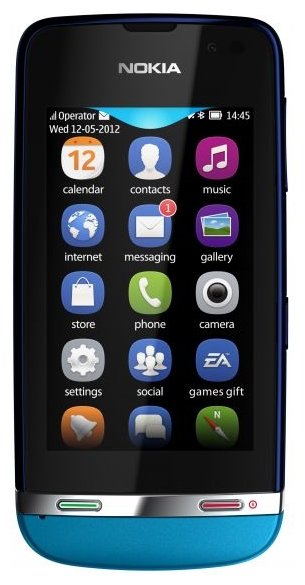 NOKIA
Operator 14:45
Wed 12-05-2012
12
calendar contacts music
1
internet messaging gallery
store phone camera
EA
settings social games gift
N